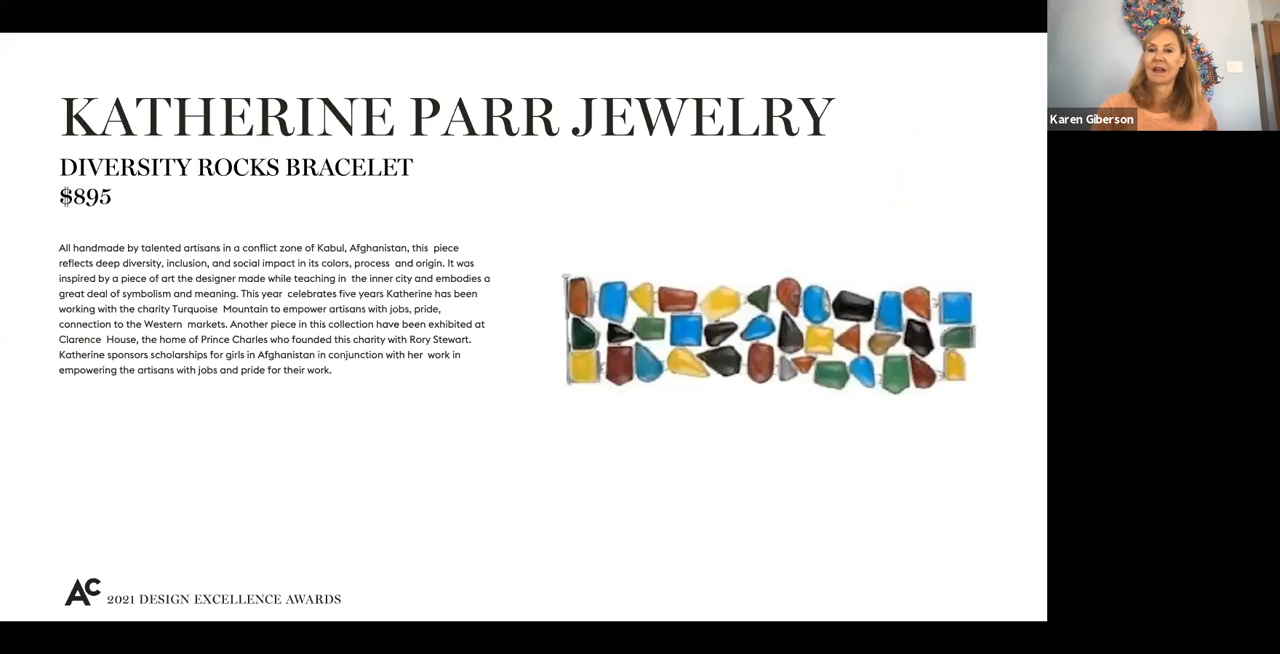 KATHERINE PARR JEWELRY
DIVERSITY ROCKS BRACELET
$895
All handmade by talented artisans in a conflict zone of Kabul, Afghanistan, this piece
reflects deep diversity, inclusion, and social impact in its colors, process and origin. It was
inspired by a piece of art the designer made while teaching in the inner city and embodies a
great deal of symbolism and meaning. This year celebrates five years Katherine has been
working with the charity Turquoise Mountain to empower artisans with jobs, pride,
connection to the Western markets. Another piece in this collection have been exhibited at
Clarence House, the home of Prince Charles who founded this charity with Rory Stewart.
Katherine sponsors scholarships for girls in Afghanistan in conjunction with her work in
empowering the artisans with jobs and pride for their work.
AC 2021 DESIGN EXCELLENCE AWARDS
Karen Giberson